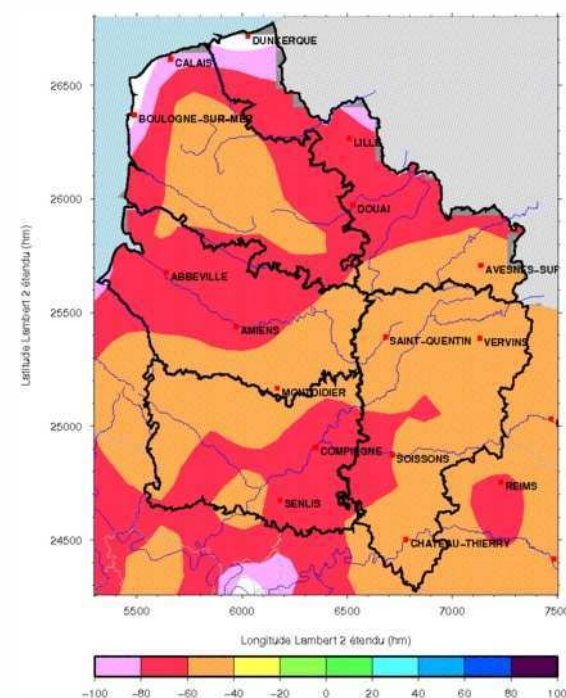 DUNKERQUE
CALAIS
BOULOGNE-SUR-MER
LILLE
DOUAI
AVESNES-SUR
ABBEVILLE
AMIENS
SAINT-QUENTIN
VERVINS
MONTDIDIER
COMPIEGNE
SOISSONS
SENLIS
REIMS
CHATEAU-THIERRY
26500
26000
25500
25000
24500
Latitude Lambert 2 étendu (hm)
5500 6000 6500 7000 7500
Longitude Lambert 2 étendu (hm)
-100 -80 -60 -40 -20 0 20 40 60 80 100